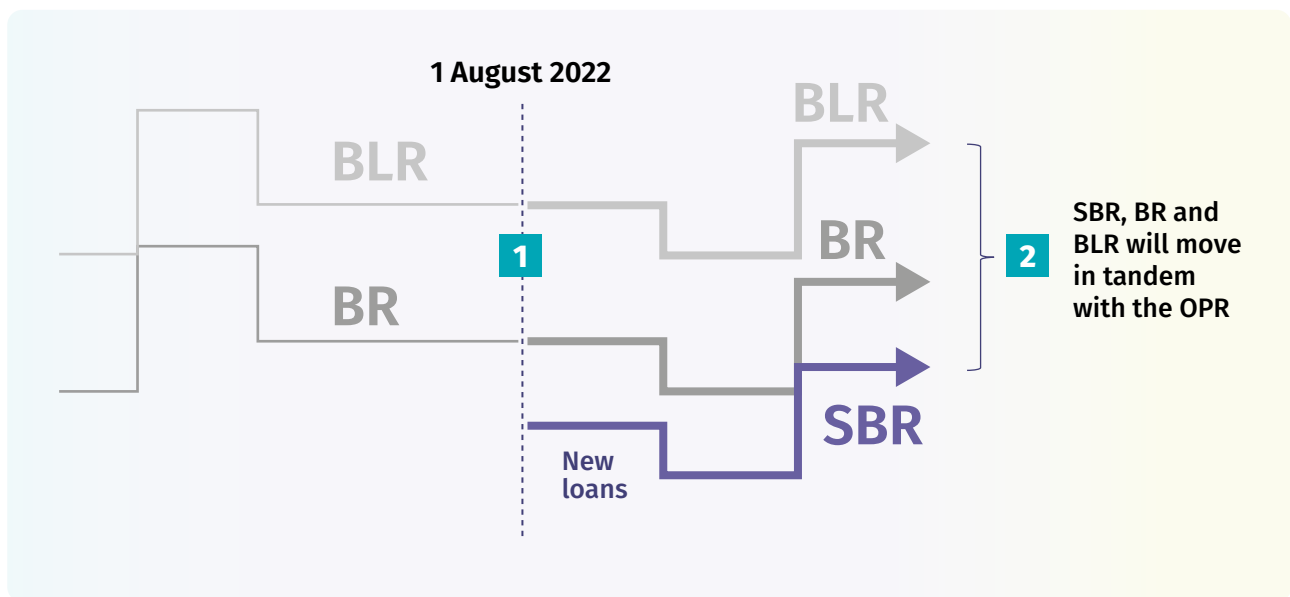 1 August 2022
BLR
BLR
1
BR
BR
2
SBR, BR and
BLR will move
in tandem
with the OPR
SBR
New
loans